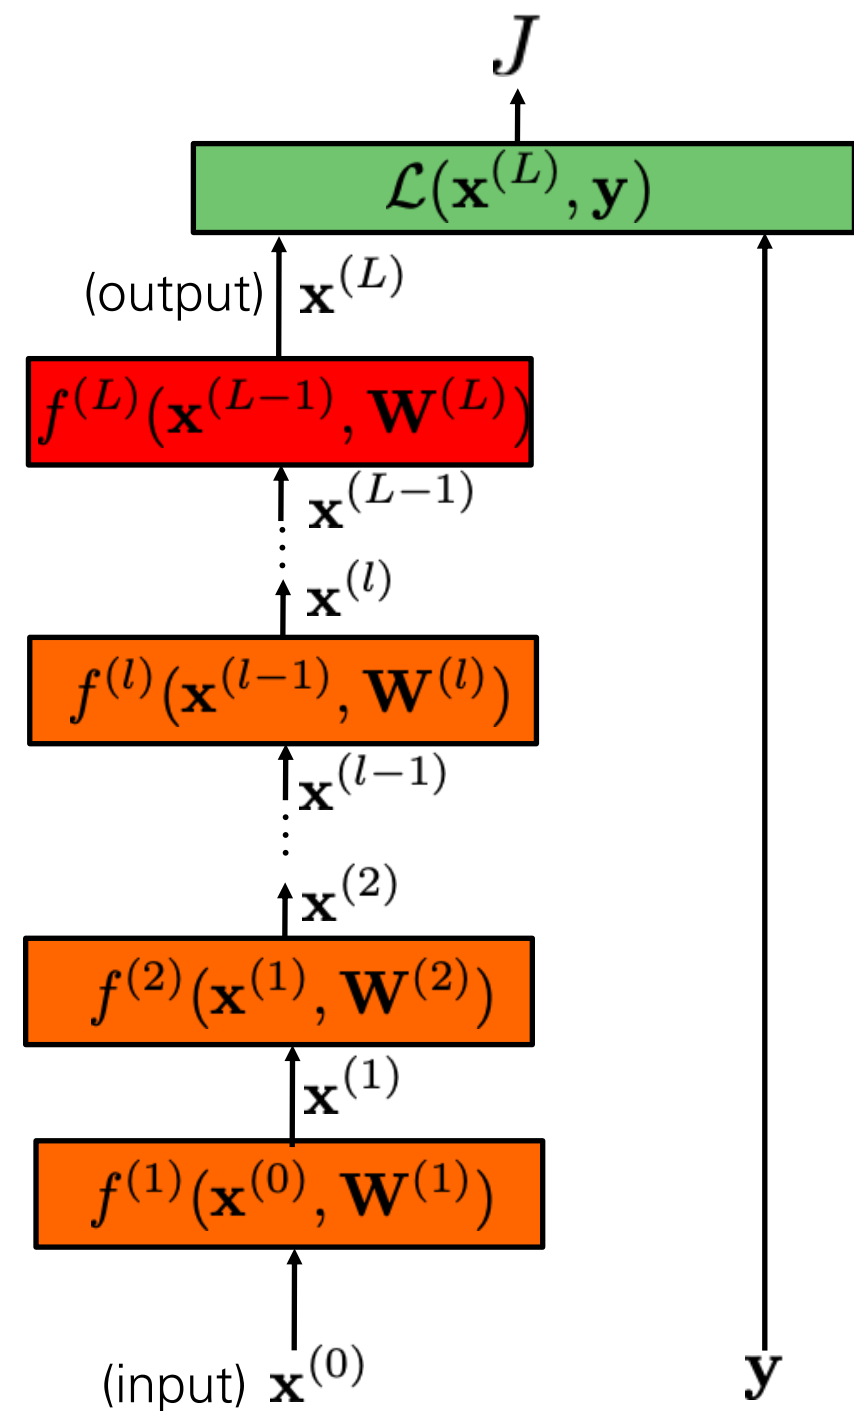 J
ℒ(𝐱^(L), 𝐲)
(output) 𝐱^(L)
f^(L)(𝐱^(L−1), 𝐖^(L))
𝐱^(L−1)
𝐱^(l)
f^(l)(𝐱^(l−1), 𝐖^(l))
𝐱^(l−1)
𝐱^(2)
f^(2)(𝐱^(1), 𝐖^(2))
𝐱^(1)
f^(1)(𝐱^(0), 𝐖^(1))
(input) 𝐱^(0)
𝐲